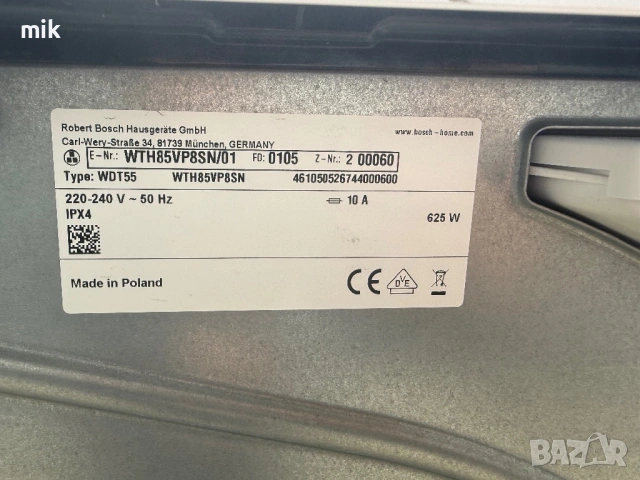 mik
Robert Bosch Hausgeräte GmbH
Carl-Wery-Straße 34, 81739 München, GERMANY
www.bosch-home.com
E-Nr.: WTH85VP8SN/01 FD: 0105 Z-Nr.: 2 00060
Type: WDT55 WTH85VP8SN 461050526744000600
220-240 V ~ 50 Hz 10 A
IPX4 625 W
Made in Poland CE DVE
BAZAR